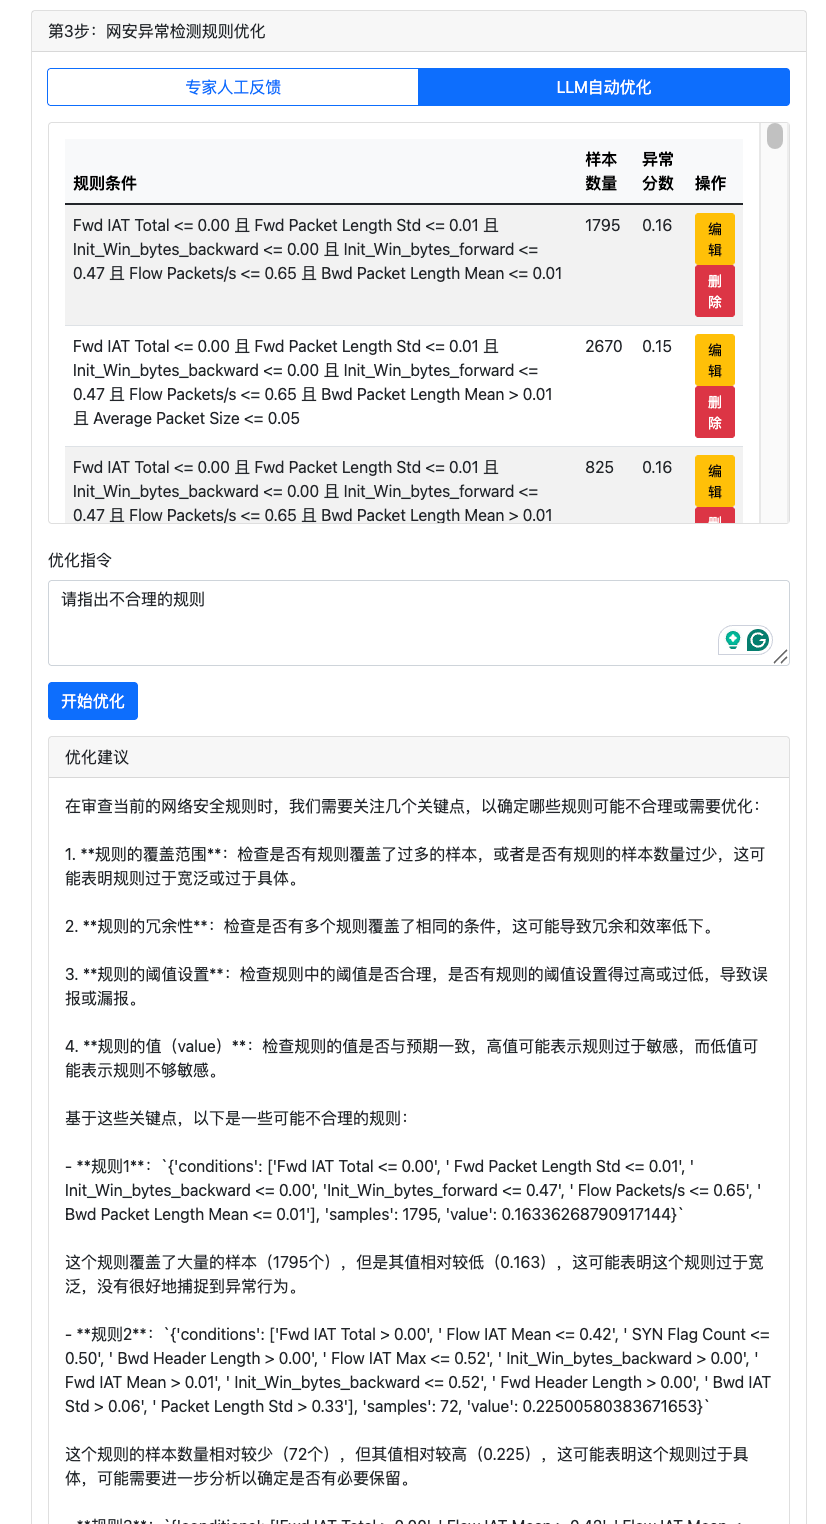 第3步：网安异常检测规则优化
专家人工反馈
LLM自动优化
规则条件
样本
数量
异常
分数
操作
Fwd IAT Total <= 0.00 且 Fwd Packet Length Std <= 0.01 且
Init_Win_bytes_backward <= 0.00 且 Init_Win_bytes_forward <=
0.47 且 Flow Packets/s <= 0.65 且 Bwd Packet Length Mean <= 0.01
1795
0.16
编
辑
删
除
Fwd IAT Total <= 0.00 且 Fwd Packet Length Std <= 0.01 且
Init_Win_bytes_backward <= 0.00 且 Init_Win_bytes_forward <=
0.47 且 Flow Packets/s <= 0.65 且 Bwd Packet Length Mean > 0.01
且 Average Packet Size <= 0.05
2670
0.15
编
辑
删
除
Fwd IAT Total <= 0.00 且 Fwd Packet Length Std <= 0.01 且
Init_Win_bytes_backward <= 0.00 且 Init_Win_bytes_forward <=
0.47 且 Flow Packets/s <= 0.65 且 Bwd Packet Length Mean > 0.01
825
0.16
编
辑
优化指令
请指出不合理的规则
开始优化
优化建议
在审查当前的网络安全规则时，我们需要关注几个关键点，以确定哪些规则可能不合理或需要优化：
1. **规则的覆盖范围**：检查是否有规则覆盖了过多的样本，或者是否有规则的样本数量过少，这可
能表明规则过于宽泛或过于具体。
2. **规则的冗余性**：检查是否有多个规则覆盖了相同的条件，这可能导致冗余和效率低下。
3. **规则的阈值设置**：检查规则中的阈值是否合理，是否有规则的阈值设置得过高或过低，导致误
报或漏报。
4. **规则的值（value）**：检查规则的值是否与预期一致，高值可能表示规则过于敏感，而低值可
能表示规则不够敏感。
基于这些关键点，以下是一些可能不合理的规则：
- **规则1**：`{'conditions': ['Fwd IAT Total <= 0.00', ' Fwd Packet Length Std <= 0.01', '
Init_Win_bytes_backward <= 0.00', 'Init_Win_bytes_forward <= 0.47', ' Flow Packets/s <= 0.65', '
Bwd Packet Length Mean <= 0.01'], 'samples': 1795, 'value': 0.16336268790917144}`
这个规则覆盖了大量的样本（1795个），但是其值相对较低（0.163），这可能表明这个规则过于宽
泛，没有很好地捕捉到异常行为。
- **规则2**：`{'conditions': ['Fwd IAT Total > 0.00', ' Flow IAT Mean <= 0.42', ' SYN Flag Count <=
0.50', ' Bwd Header Length > 0.00', ' Flow IAT Max <= 0.52', ' Init_Win_bytes_backward > 0.00', '
Fwd IAT Mean > 0.01', ' Init_Win_bytes_backward <= 0.52', ' Fwd Header Length > 0.00', ' Bwd IAT
Std > 0.06', ' Packet Length Std > 0.33'], 'samples': 72, 'value': 0.22500580383671653}`
这个规则的样本数量相对较少（72个），但其值相对较高（0.225），这可能表明这个规则过于具
体，可能需要进一步分析以确定是否有必要保留。